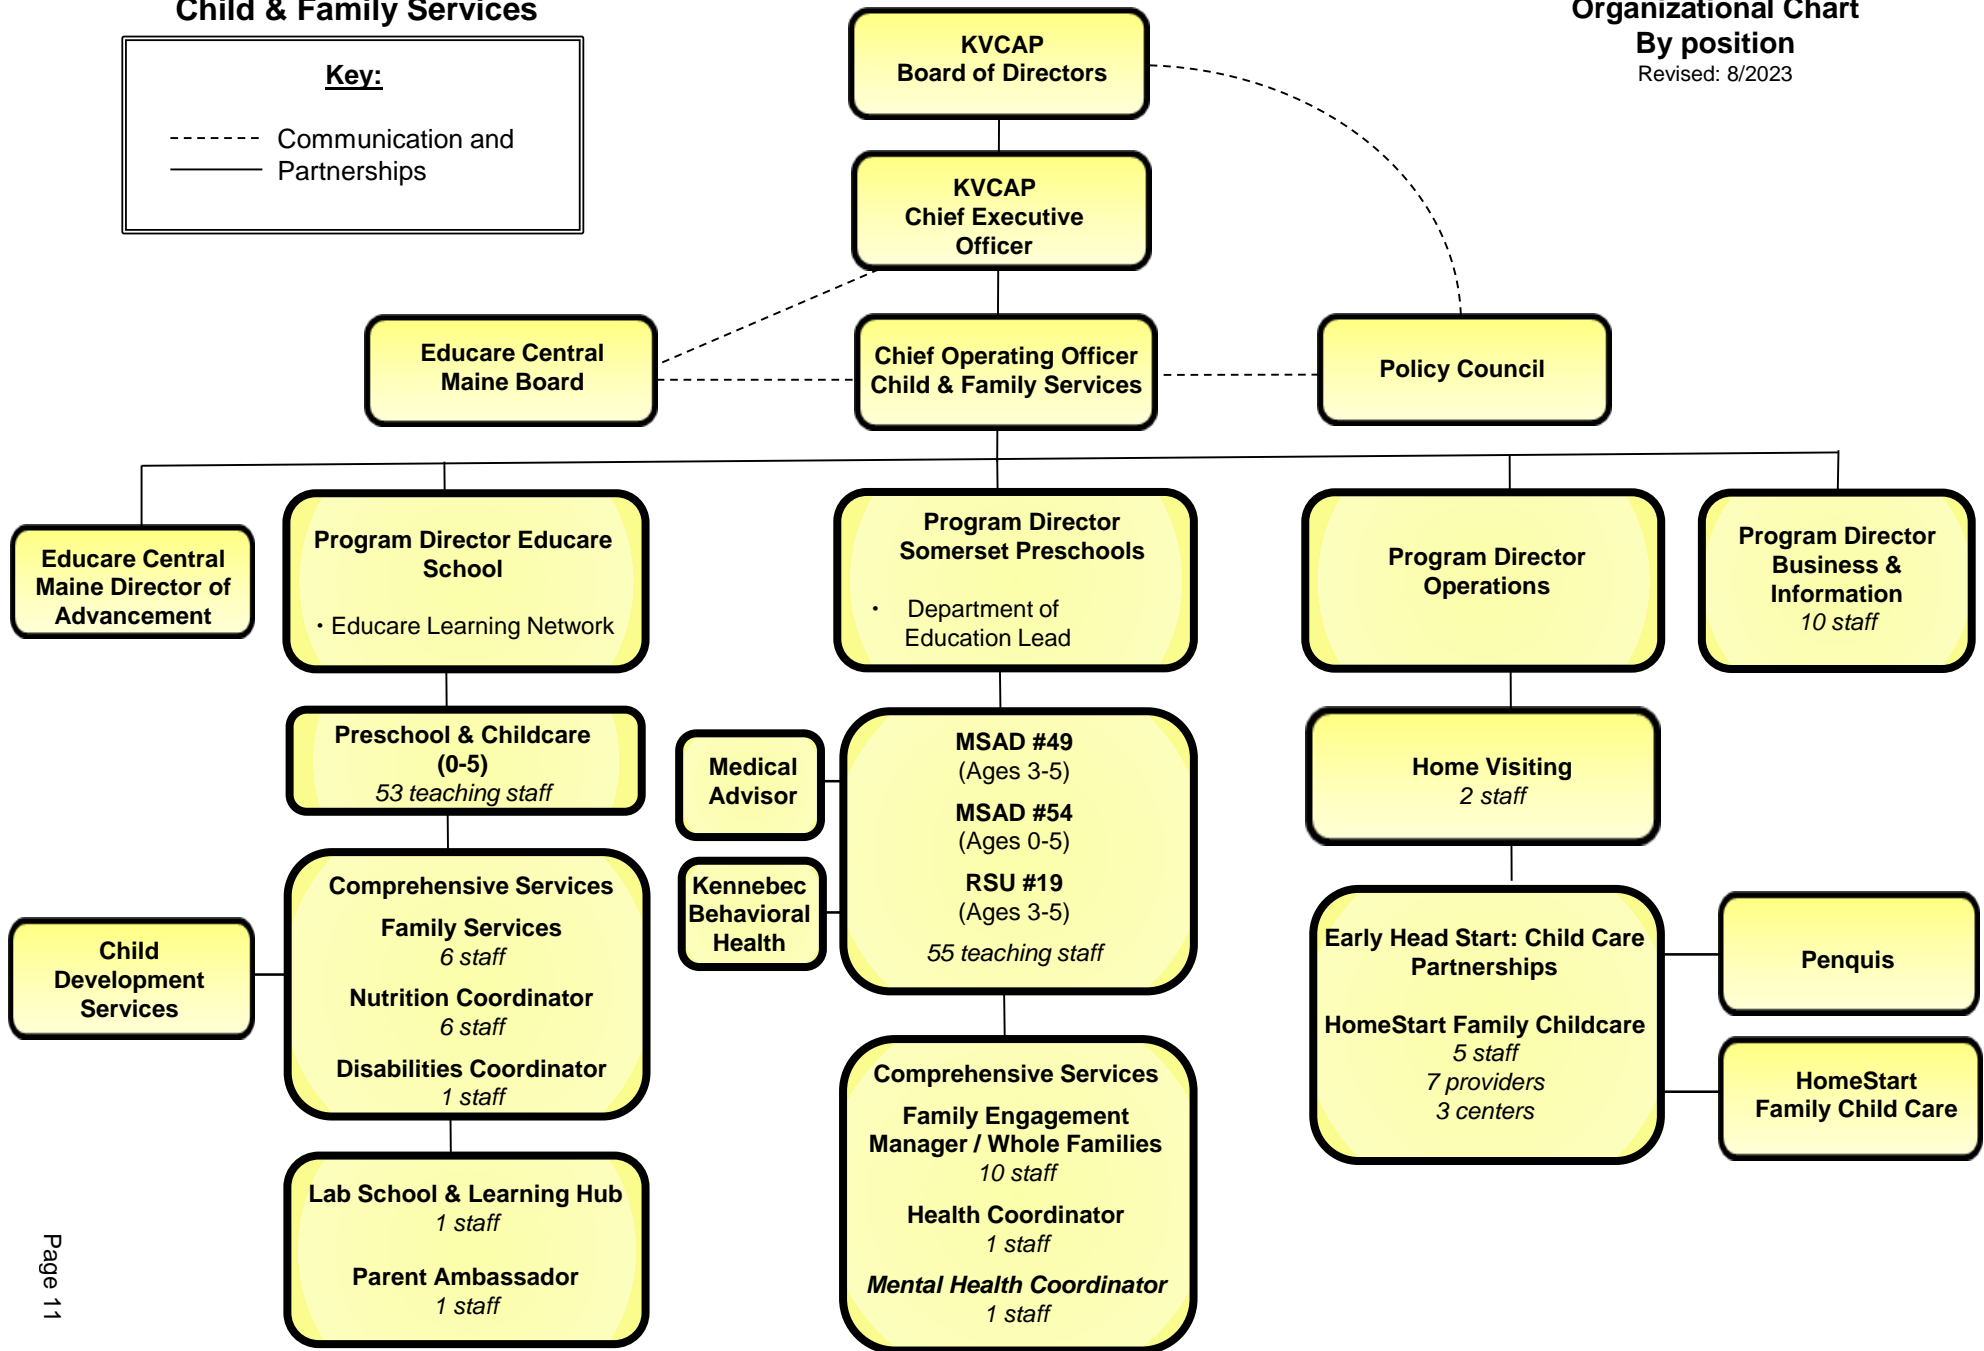 Child & Family Services
Organizational Chart
By position
Revised: 8/2023
Key:
Communication and
Partnerships
KVCAP
Board of Directors
KVCAP
Chief Executive
Officer
Educare Central
Maine Board
Chief Operating Officer
Child & Family Services
Policy Council
Educare Central
Maine Director of
Advancement
Program Director Educare
School
· Educare Learning Network
Program Director
Somerset Preschools
· Department of
Education Lead
Program Director
Operations
Program Director
Business &
Information
10 staff
Preschool & Childcare
(0-5)
53 teaching staff
Medical
Advisor
Kennebec
Behavioral
Health
MSAD #49
(Ages 3-5)
MSAD #54
(Ages 0-5)
RSU #19
(Ages 3-5)
55 teaching staff
Home Visiting
2 staff
Child
Development
Services
Comprehensive Services
Family Services
6 staff
Nutrition Coordinator
6 staff
Disabilities Coordinator
1 staff
Early Head Start: Child Care
Partnerships
HomeStart Family Childcare
5 staff
7 providers
3 centers
Penquis
HomeStart
Family Child Care
Comprehensive Services
Family Engagement
Manager / Whole Families
10 staff
Health Coordinator
1 staff
Mental Health Coordinator
1 staff
Lab School & Learning Hub
1 staff
Parent Ambassador
1 staff
Page 11